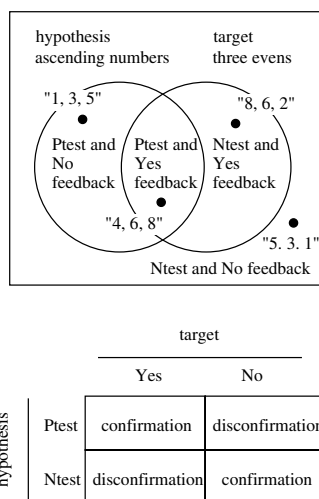 hypothesis
ascending numbers
target
three evens
"1, 3, 5"
"8, 6, 2"
Ptest and
No
feedback
Ptest and
Yes
feedback
Ntest and
Yes
feedback
"4, 6, 8"
"5. 3. 1"
Ntest and No feedback
target
Yes No
hypothesis
Ptest confirmation disconfirmation
Ntest disconfirmation confirmation